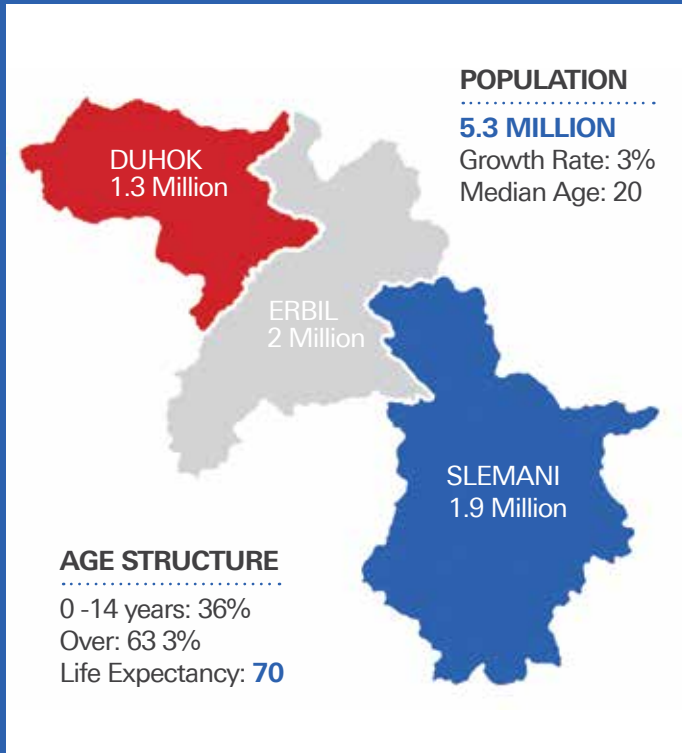 POPULATION
5.3 MILLION
Growth Rate: 3%
Median Age: 20
DUHOK
1.3 Million
ERBIL
2 Million
SLEMANI
1.9 Million
AGE STRUCTURE
0 -14 years: 36%
Over: 63 3%
Life Expectancy: 70